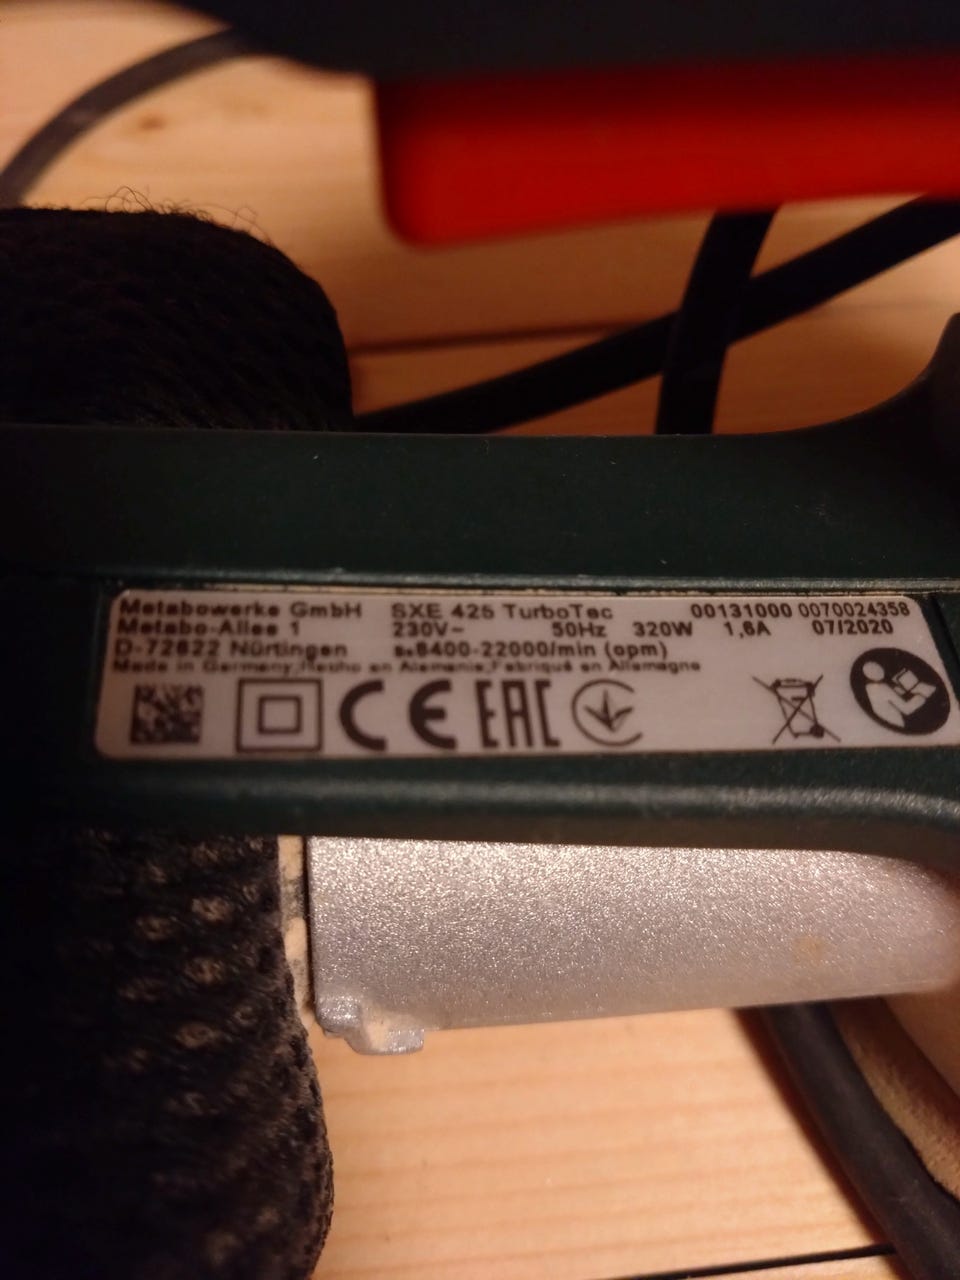 Metabowerke GmbH SXE 425 TurboTec 00131000 0070024358
Metabo-Allee 1 230V~ 50Hz 320W 1,6A 07/2020
D-72622 Nürtingen s₀8400-22000/min (opm)
Made in Germany,Hecho en Alemania,Fabriqué en Allemagne
CE EAC